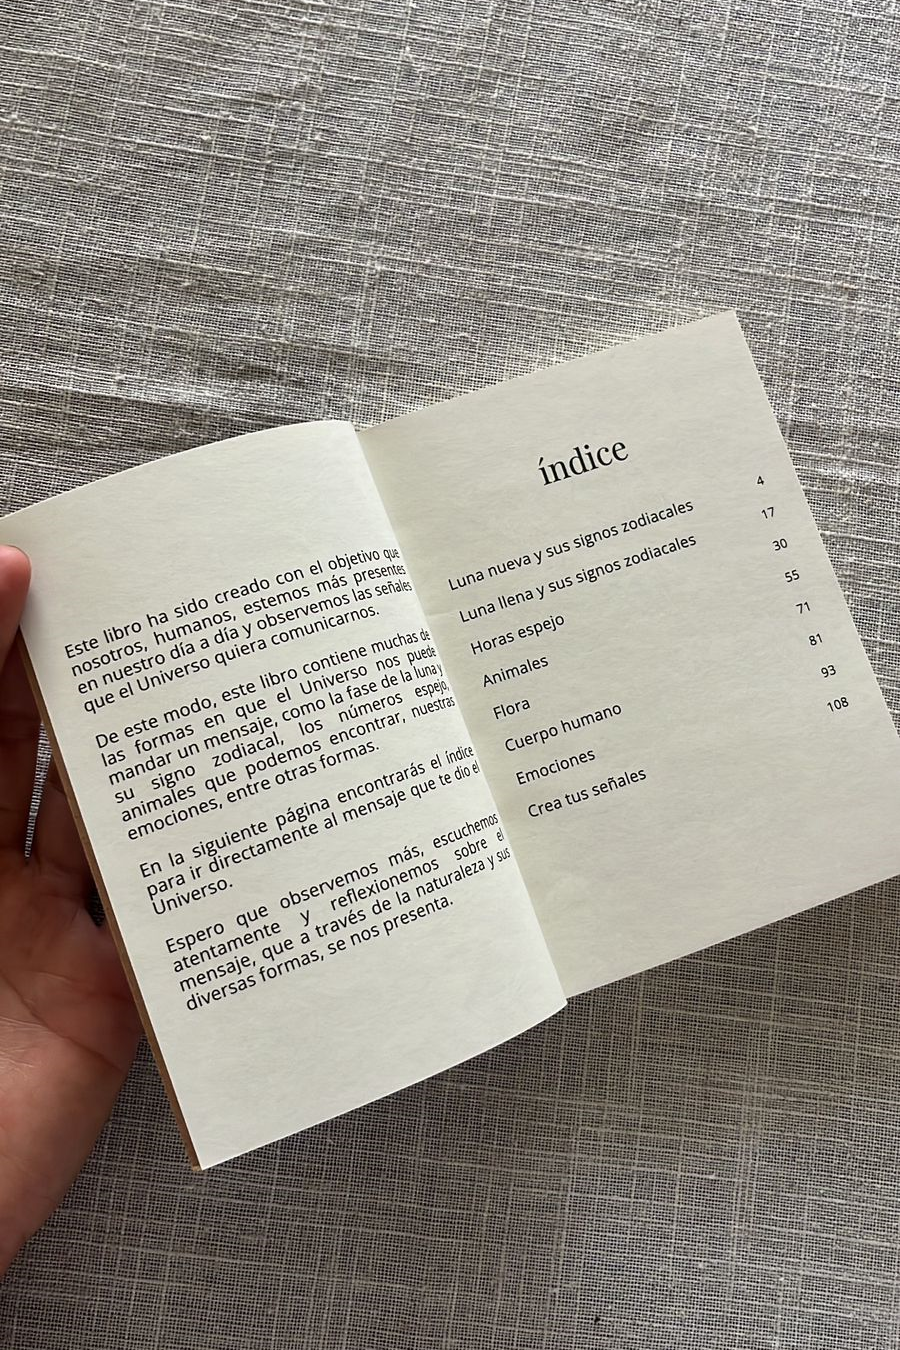 Este libro ha sido creado con el objetivo que
nosotros, humanos, estemos más presentes
en nuestro día a día y observemos las señales
que el Universo quiera comunicarnos.
De este modo, este libro contiene muchas de
las formas en que el Universo nos puede
mandar un mensaje, como la fase de la luna y
su signo zodiacal, los números espejo,
animales que podemos encontrar, nuestras
emociones, entre otras formas.
En la siguiente página encontrarás el índice
para ir directamente al mensaje que te dio el
Universo.
Espero que observemos más, escuchemos
atentamente y reflexionemos sobre el
mensaje, que a través de la naturaleza y sus
diversas formas, se nos presenta.
índice
Luna nueva y sus signos zodiacales 4
Luna llena y sus signos zodiacales 17
Horas espejo 30
Animales 55
Flora 71
Cuerpo humano 81
Emociones 93
Crea tus señales 108